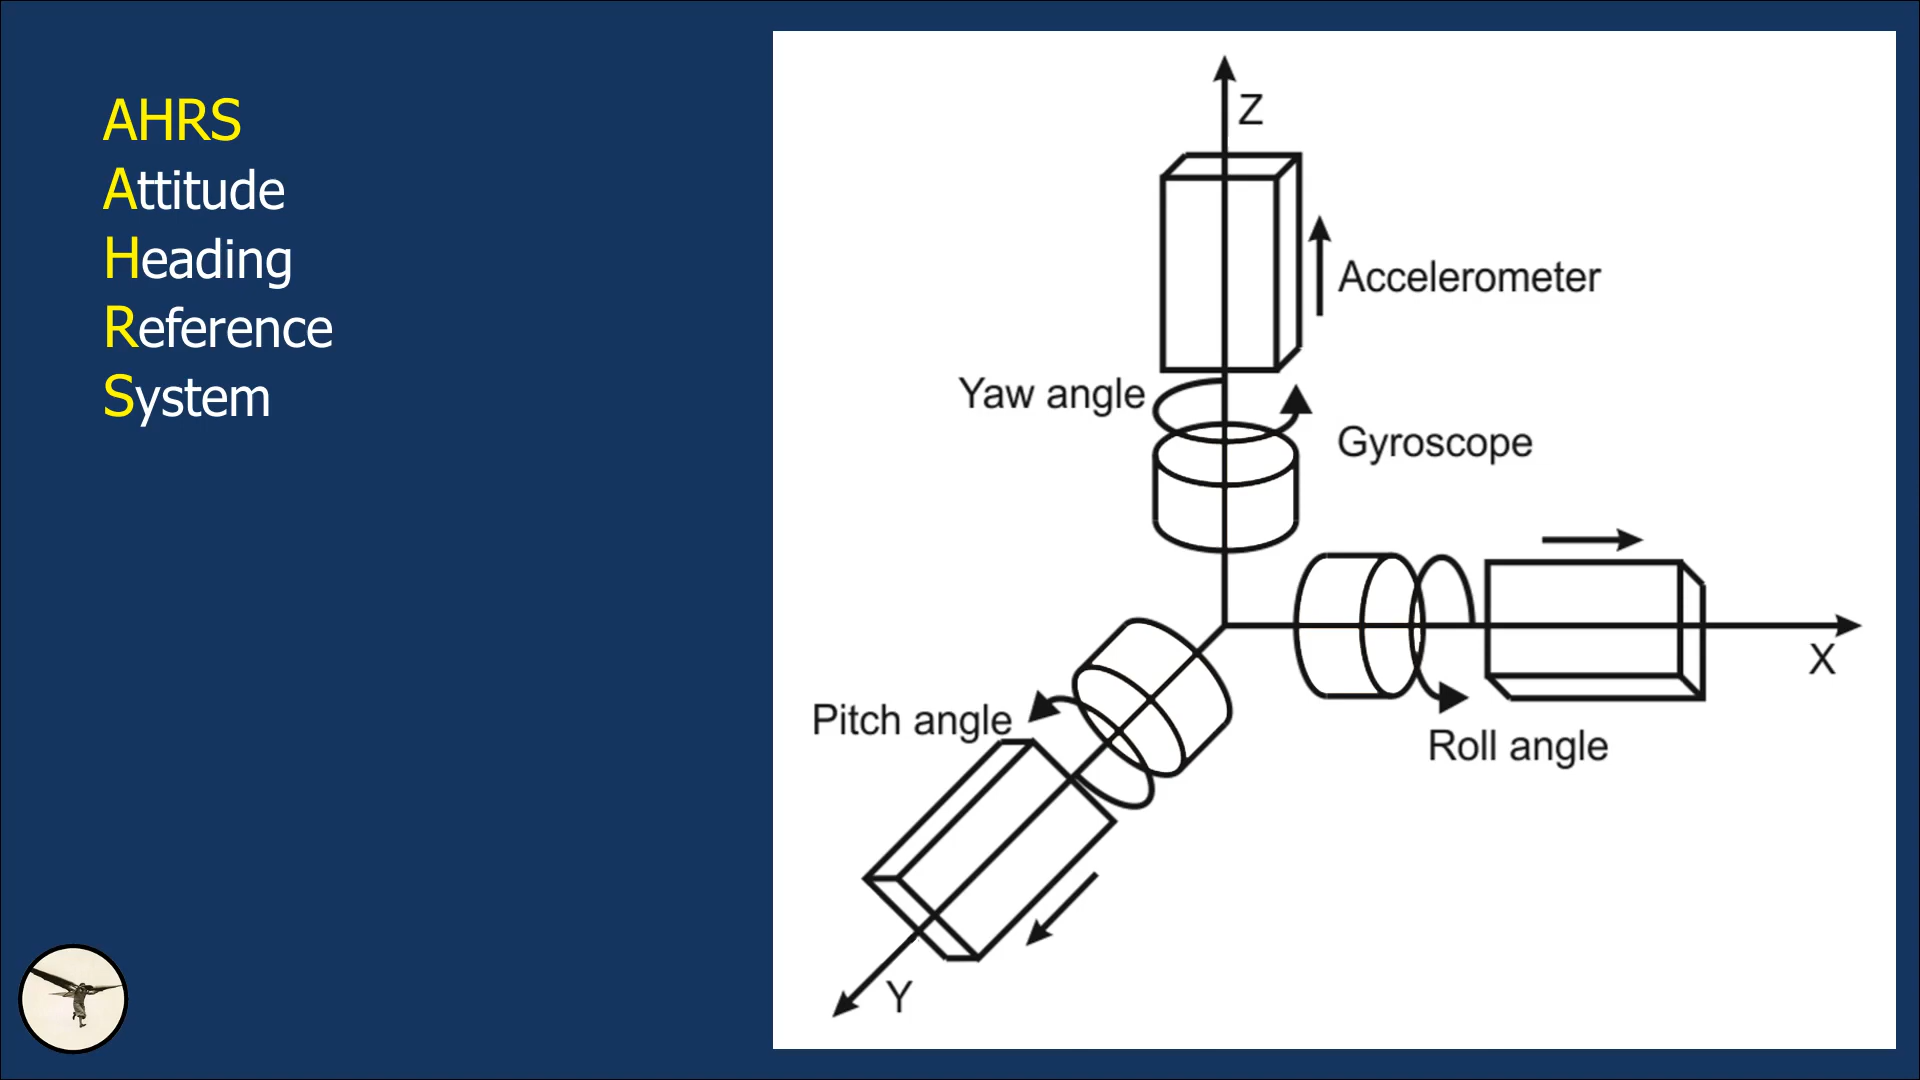 AHRS
Attitude
Heading
Reference
System
Z
Accelerometer
Yaw angle
Gyroscope
X
Pitch angle
Roll angle
Y